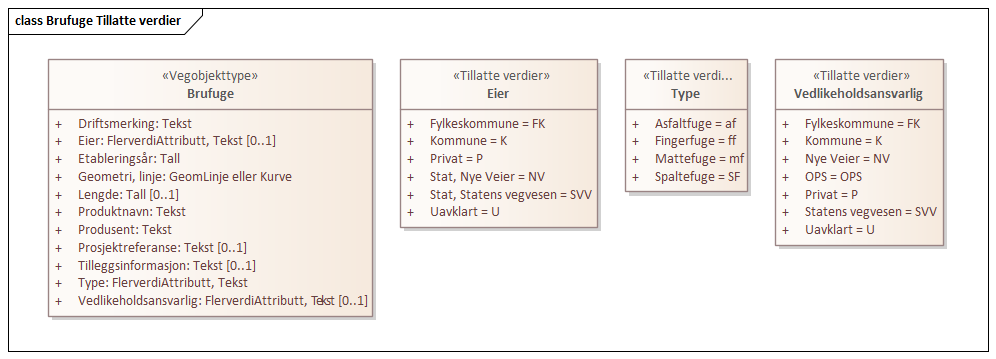 class Brufuge Tillatte verdier
«Vegobjekttype»
Brufuge
+ Driftsmerking: Tekst
+ Eier: FlerverdiAttributt, Tekst [0..1]
+ Etableringsår: Tall
+ Geometri, linje: GeomLinje eller Kurve
+ Lengde: Tall [0..1]
+ Produktnavn: Tekst
+ Produsent: Tekst
+ Prosjektreferanse: Tekst [0..1]
+ Tilleggsinformasjon: Tekst [0..1]
+ Type: FlerverdiAttributt, Tekst
+ Vedlikeholdsansvarlig: FlerverdiAttributt, Tekst [0..1]
«Tillatte verdier»
Eier
+ Fylkeskommune = FK
+ Kommune = K
+ Privat = P
+ Stat, Nye Veier = NV
+ Stat, Statens vegvesen = SVV
+ Uavklart = U
«Tillatte verdi...
Type
+ Asfaltfuge = af
+ Fingerfuge = ff
+ Mattefuge = mf
+ Spaltefuge = SF
«Tillatte verdier»
Vedlikeholdsansvarlig
+ Fylkeskommune = FK
+ Kommune = K
+ Nye Veier = NV
+ OPS = OPS
+ Privat = P
+ Statens vegvesen = SVV
+ Uavklart = U